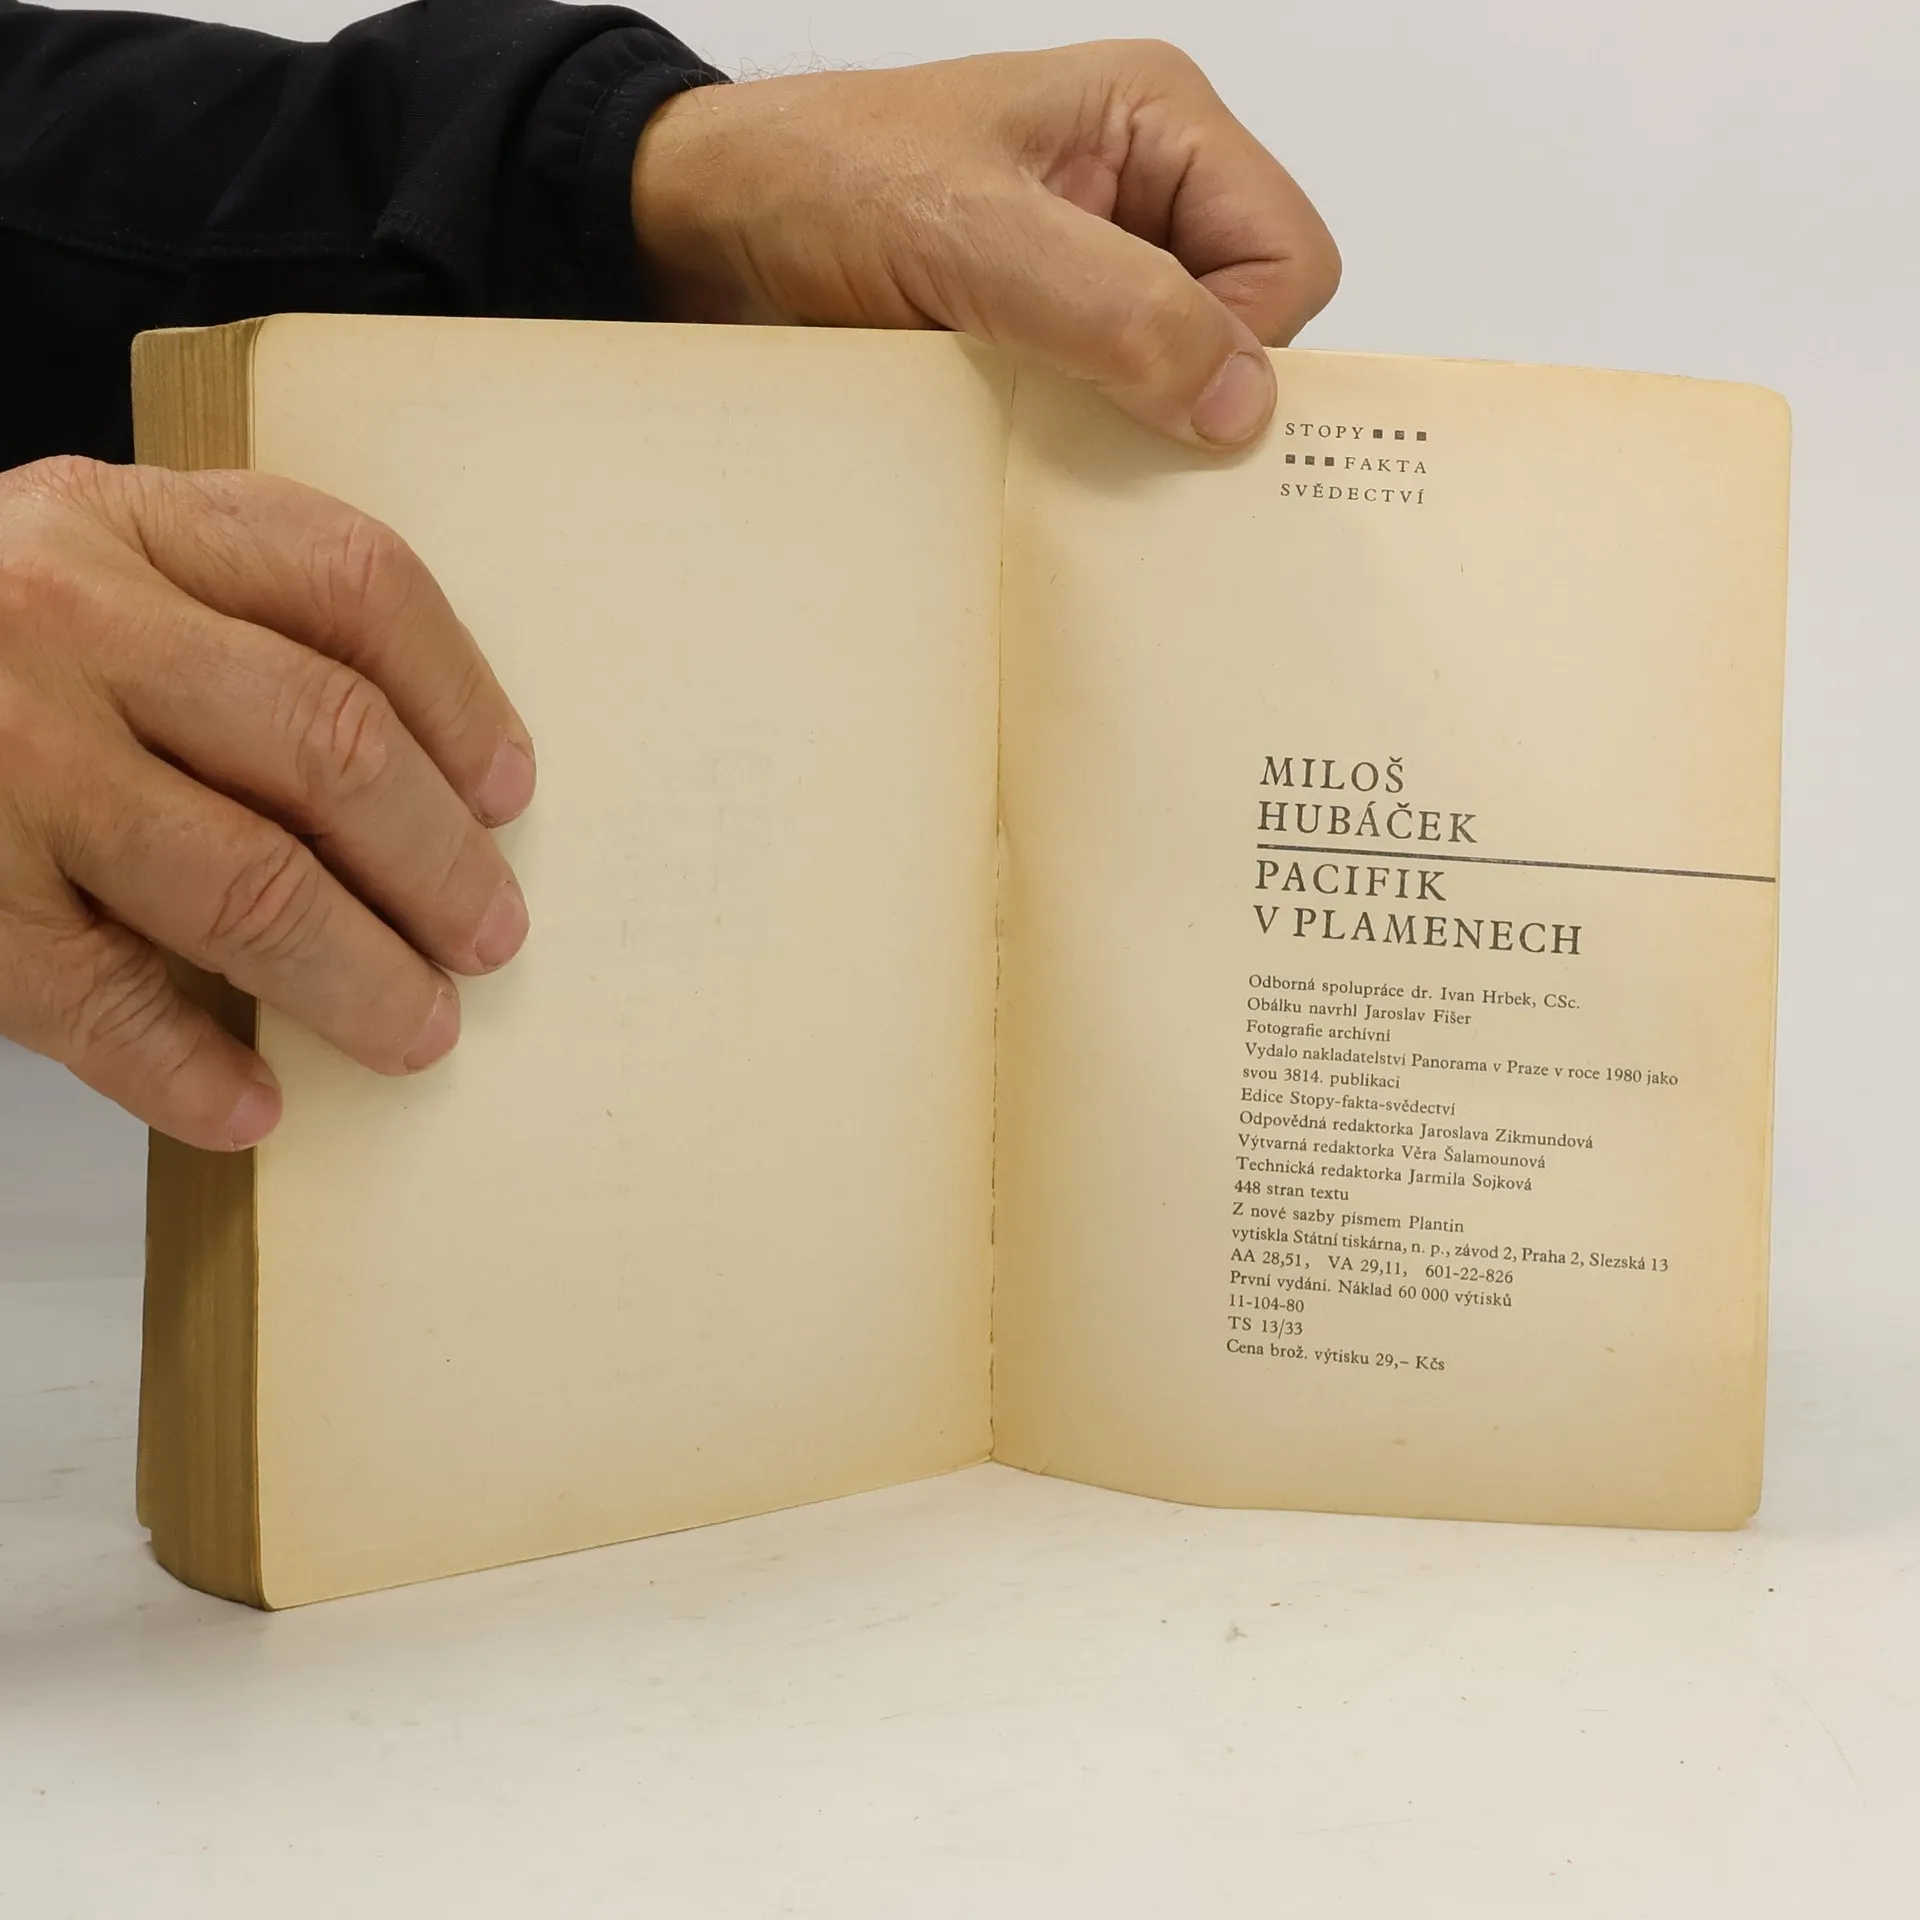 STOPY ■ ■ ■
■ ■ ■ FAKTA
SVĚDECTVÍ
MILOŠ
HUBÁČEK
PACIFIK
V PLAMENECH
Odborná spolupráce dr. Ivan Hrbek, CSc.
Obálku navrhl Jaroslav Fišer
Fotografie archívní
Vydalo nakladatelství Panorama v Praze v roce 1980 jako
svou 3814. publikaci
Edice Stopy-fakta-svědectví
Odpovědná redaktorka Jaroslava Zikmundová
Výtvarná redaktorka Věra Šalamounová
Technická redaktorka Jarmila Sojková
448 stran textu
Z nové sazby písmem Plantin
vytiskla Státní tiskárna, n. p., závod 2, Praha 2, Slezská 13
AA 28,51, VA 29,11, 601-22-826
První vydání. Náklad 60 000 výtisků
11-104-80
TS 13/33
Cena brož. výtisku 29,– Kčs